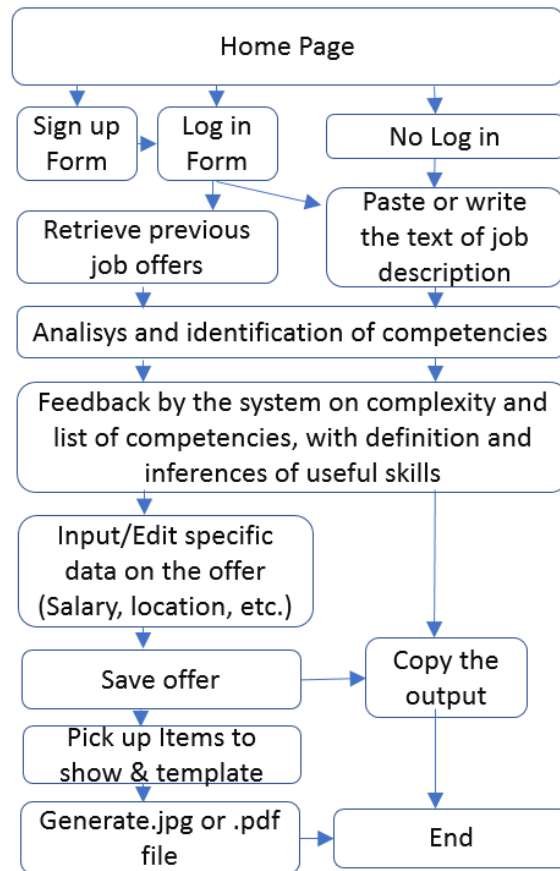 Home Page
Sign up
Form
Log in
Form
No Log in
Retrieve previous
job offers
Paste or write
the text of job
description
Analisys and identification of competencies
Feedback by the system on complexity and
list of competencies, with definition and
inferences of useful skills
Input/Edit specific
data on the offer
(Salary, location, etc.)
Save offer
Copy the
output
Pick up Items to
show & template
Generate.jpg or .pdf
file
End